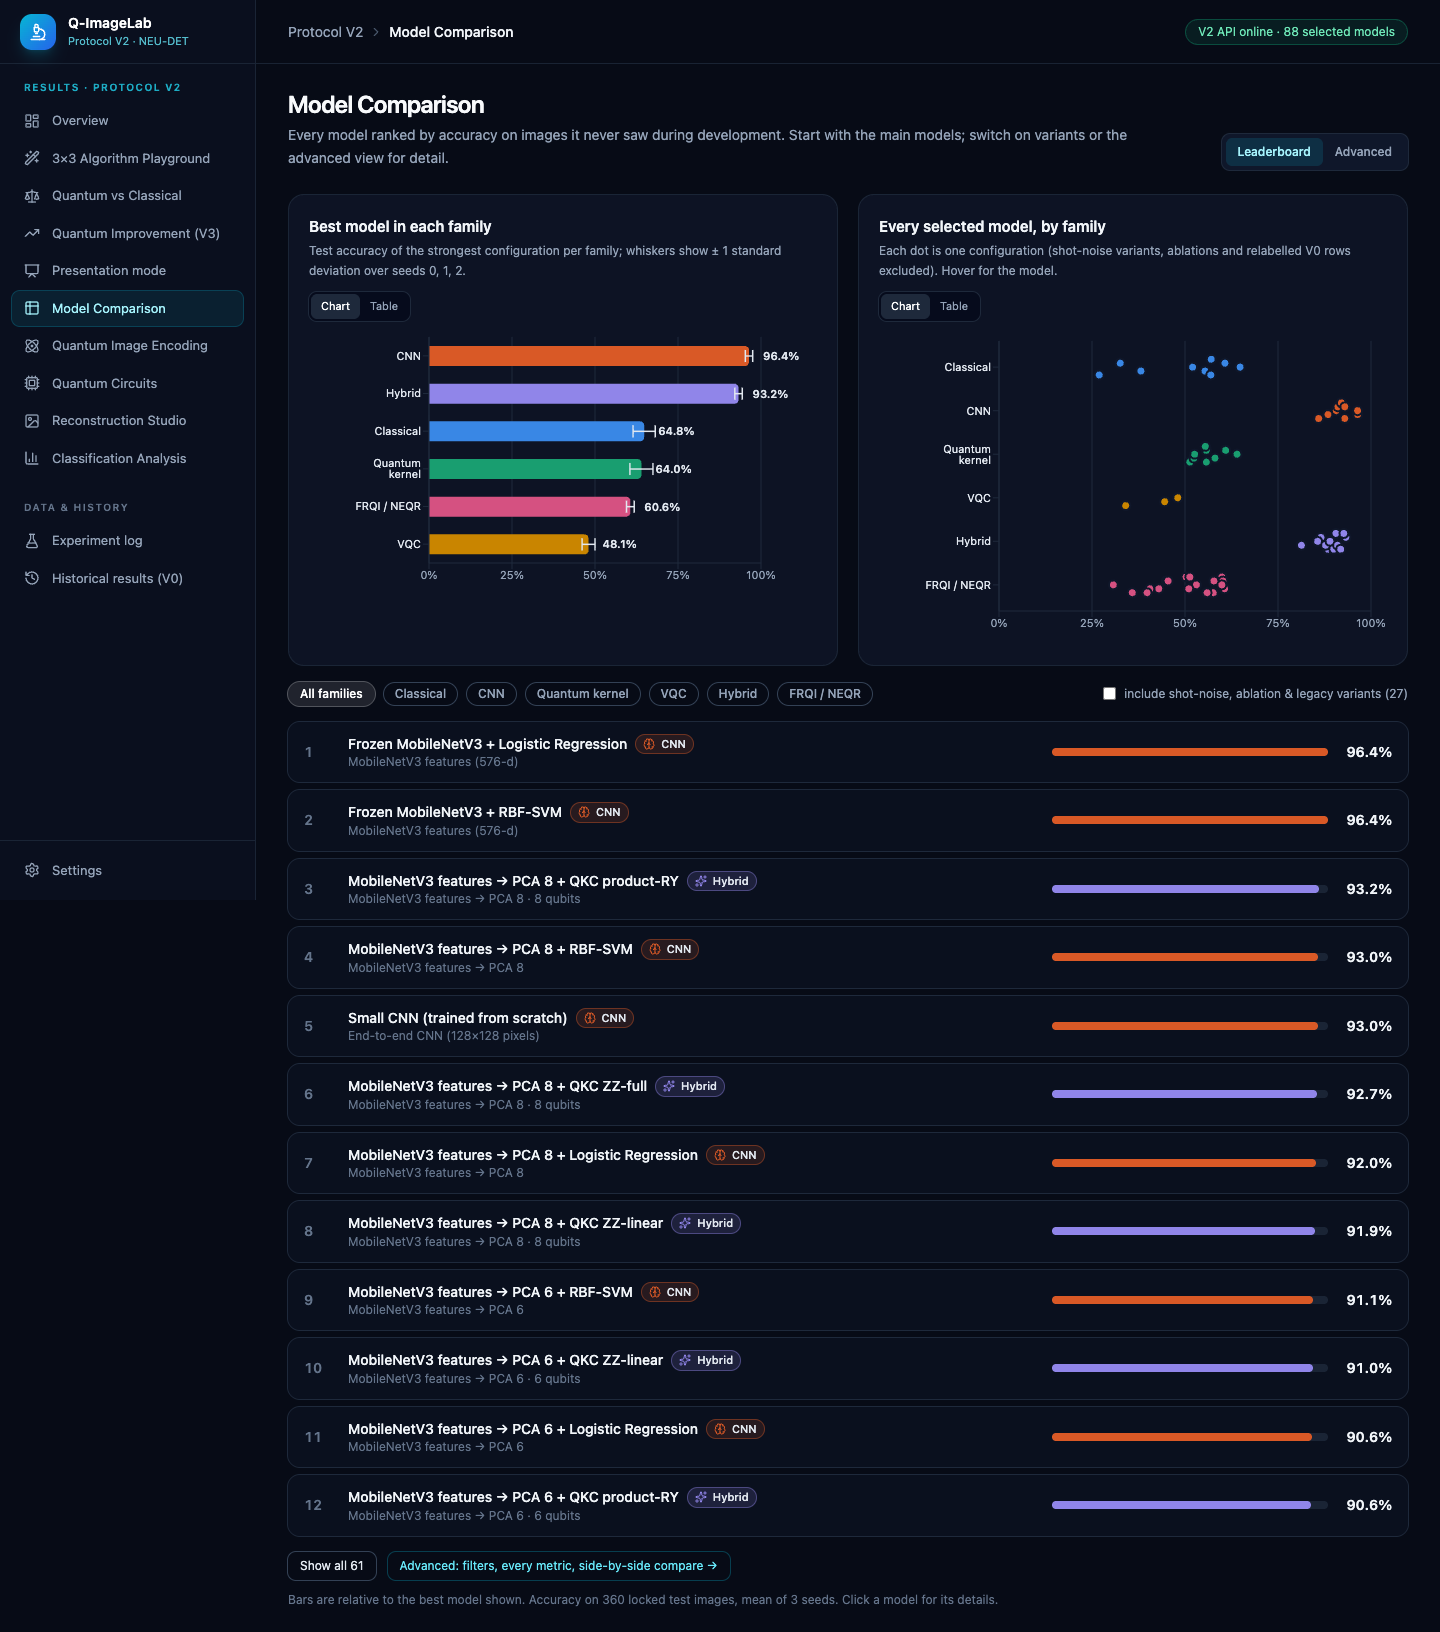 Q-ImageLab
Protocol V2 · NEU-DET
RESULTS · PROTOCOL V2
Overview
3×3 Algorithm Playground
Quantum vs Classical
Quantum Improvement (V3)
Presentation mode
Model Comparison
Quantum Image Encoding
Quantum Circuits
Reconstruction Studio
Classification Analysis
DATA & HISTORY
Experiment log
Historical results (V0)
Settings
Protocol V2 > Model Comparison
V2 API online · 88 selected models
Model Comparison
Every model ranked by accuracy on images it never saw during development. Start with the main models; switch on variants or the
advanced view for detail.
Leaderboard Advanced
Best model in each family
Test accuracy of the strongest configuration per family; whiskers show ± 1 standard
deviation over seeds 0, 1, 2.
Chart Table
CNN 96.4%
Hybrid 93.2%
Classical 64.8%
Quantum
kernel 64.0%
FRQI / NEQR 60.6%
VQC 48.1%
0% 25% 50% 75% 100%
Every selected model, by family
Each dot is one configuration (shot-noise variants, ablations and relabelled V0 rows
excluded). Hover for the model.
Chart Table
Classical
CNN
Quantum
kernel
VQC
Hybrid
FRQI / NEQR
0% 25% 50% 75% 100%
All families Classical CNN Quantum kernel VQC Hybrid FRQI / NEQR
include shot-noise, ablation & legacy variants (27)
1 Frozen MobileNetV3 + Logistic Regression CNN 96.4%
MobileNetV3 features (576-d)
2 Frozen MobileNetV3 + RBF-SVM CNN 96.4%
MobileNetV3 features (576-d)
3 MobileNetV3 features → PCA 8 + QKC product-RY Hybrid 93.2%
MobileNetV3 features → PCA 8 · 8 qubits
4 MobileNetV3 features → PCA 8 + RBF-SVM CNN 93.0%
MobileNetV3 features → PCA 8
5 Small CNN (trained from scratch) CNN 93.0%
End-to-end CNN (128×128 pixels)
6 MobileNetV3 features → PCA 8 + QKC ZZ-full Hybrid 92.7%
MobileNetV3 features → PCA 8 · 8 qubits
7 MobileNetV3 features → PCA 8 + Logistic Regression CNN 92.0%
MobileNetV3 features → PCA 8
8 MobileNetV3 features → PCA 8 + QKC ZZ-linear Hybrid 91.9%
MobileNetV3 features → PCA 8 · 8 qubits
9 MobileNetV3 features → PCA 6 + RBF-SVM CNN 91.1%
MobileNetV3 features → PCA 6
10 MobileNetV3 features → PCA 6 + QKC ZZ-linear Hybrid 91.0%
MobileNetV3 features → PCA 6 · 6 qubits
11 MobileNetV3 features → PCA 6 + Logistic Regression CNN 90.6%
MobileNetV3 features → PCA 6
12 MobileNetV3 features → PCA 6 + QKC product-RY Hybrid 90.6%
MobileNetV3 features → PCA 6 · 6 qubits
Show all 61 Advanced: filters, every metric, side-by-side compare →
Bars are relative to the best model shown. Accuracy on 360 locked test images, mean of 3 seeds. Click a model for its details.